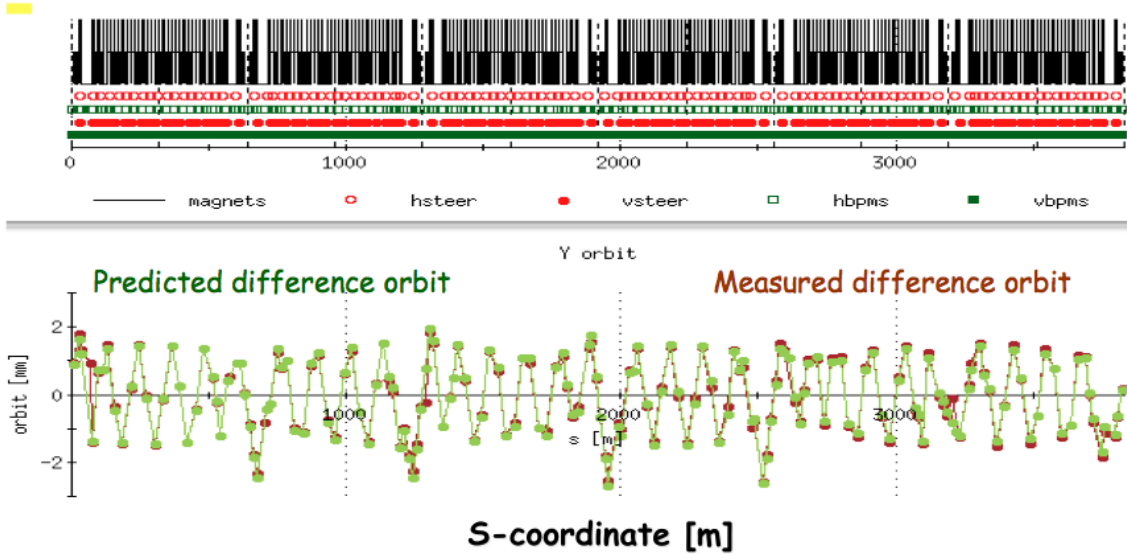 0 1000 2000 3000
magnets hsteer vsteer hbpms vbpms
Y orbit
Predicted difference orbit Measured difference orbit
2
0
-2
orbit [mm]
1000 2000 3000
s [m]
S-coordinate [m]